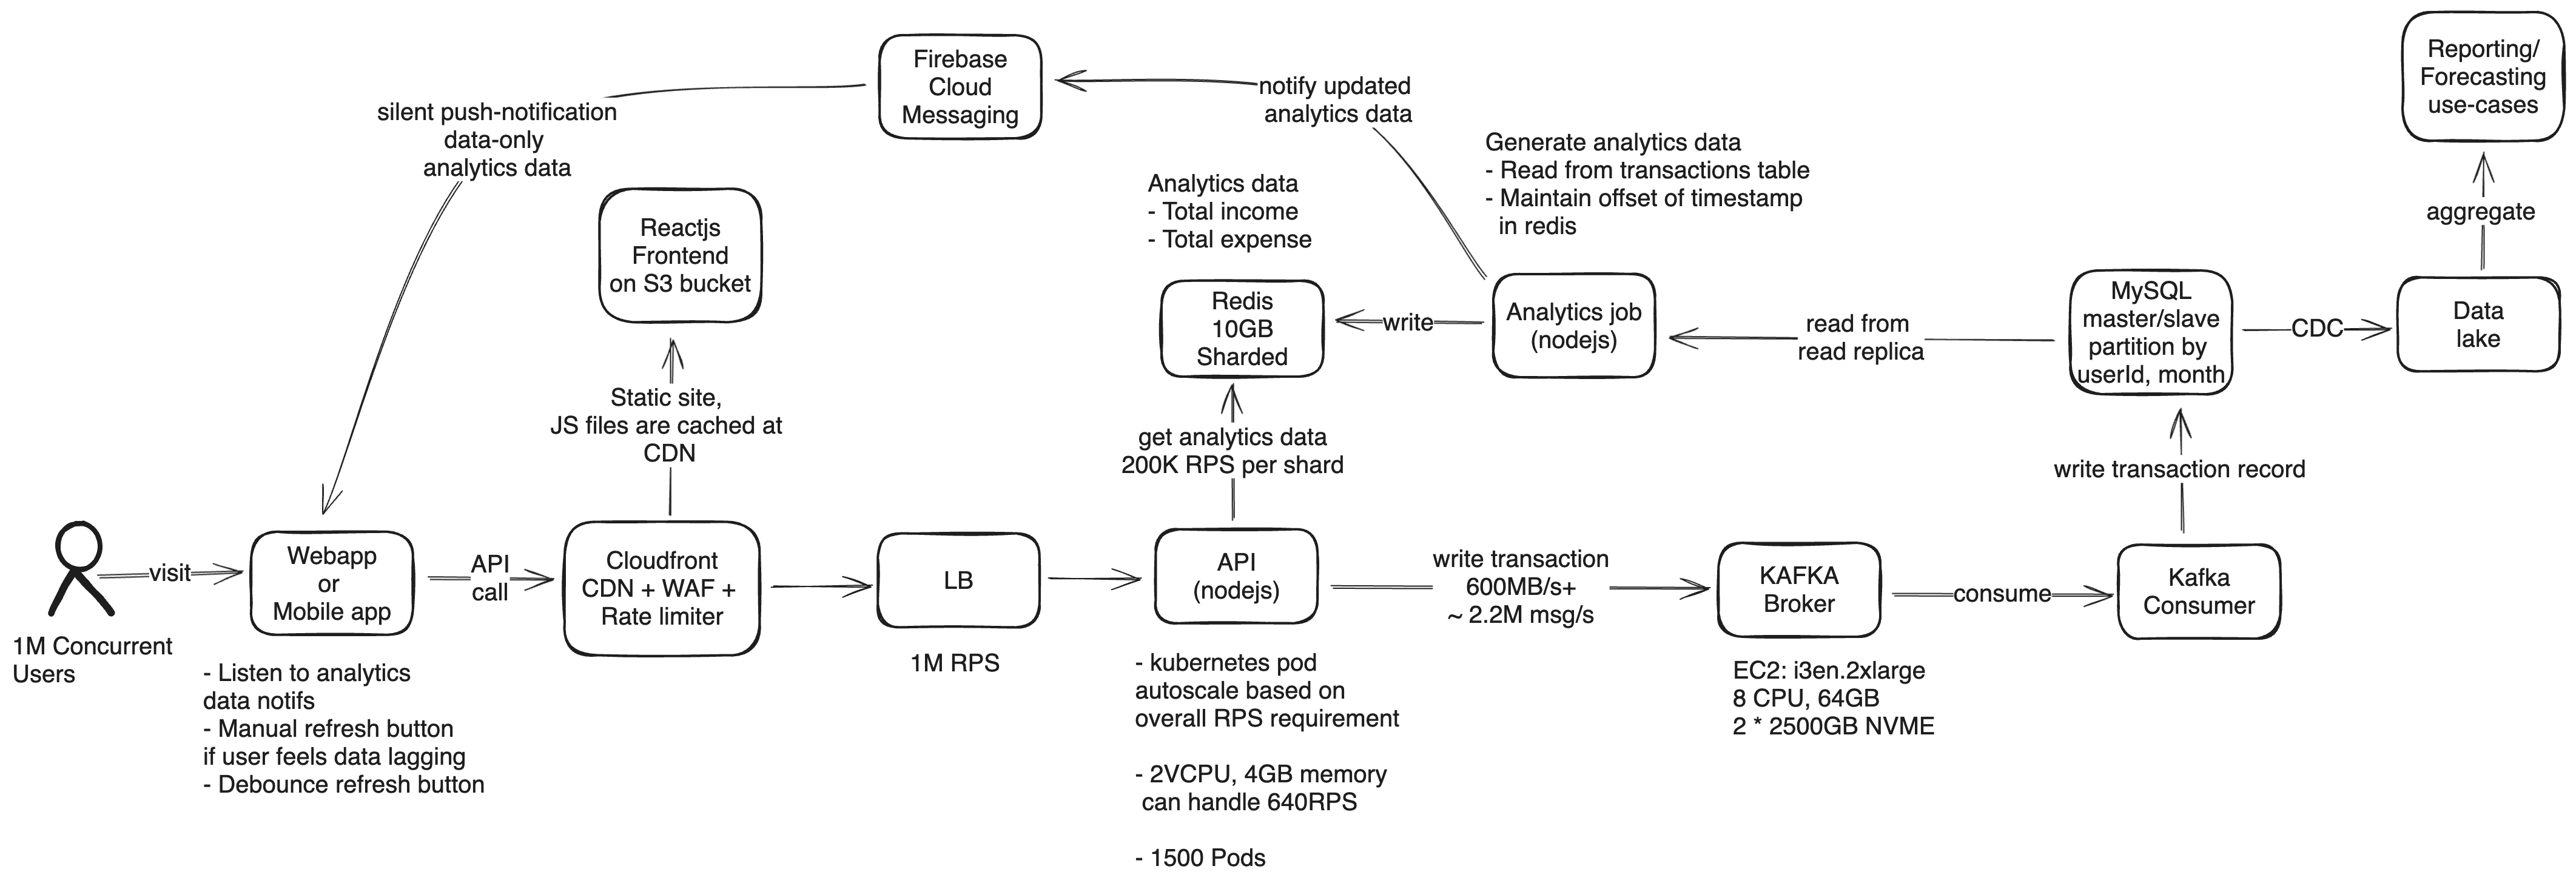 Firebase
Cloud
Messaging
notify updated
analytics data
silent push-notification
data-only
analytics data
Reporting/
Forecasting
use-cases
Generate analytics data
- Read from transactions table
- Maintain offset of timestamp
in redis
Analytics data
- Total income
- Total expense
Reactjs
Frontend
on S3 bucket
aggregate
Redis
10GB
Sharded
write
Analytics job
(nodejs)
read from
read replica
MySQL
master/slave
partition by
userId, month
CDC
Data
lake
Static site,
JS files are cached at
CDN
get analytics data
200K RPS per shard
write transaction record
visit
Webapp
or
Mobile app
API
call
Cloudfront
CDN + WAF +
Rate limiter
LB
API
(nodejs)
write transaction
600MB/s+
~ 2.2M msg/s
KAFKA
Broker
consume
Kafka
Consumer
1M Concurrent
Users
- Listen to analytics
data notifs
- Manual refresh button
if user feels data lagging
- Debounce refresh button
1M RPS
- kubernetes pod
autoscale based on
overall RPS requirement
- 2VCPU, 4GB memory
can handle 640RPS
- 1500 Pods
EC2: i3en.2xlarge
8 CPU, 64GB
2 * 2500GB NVME